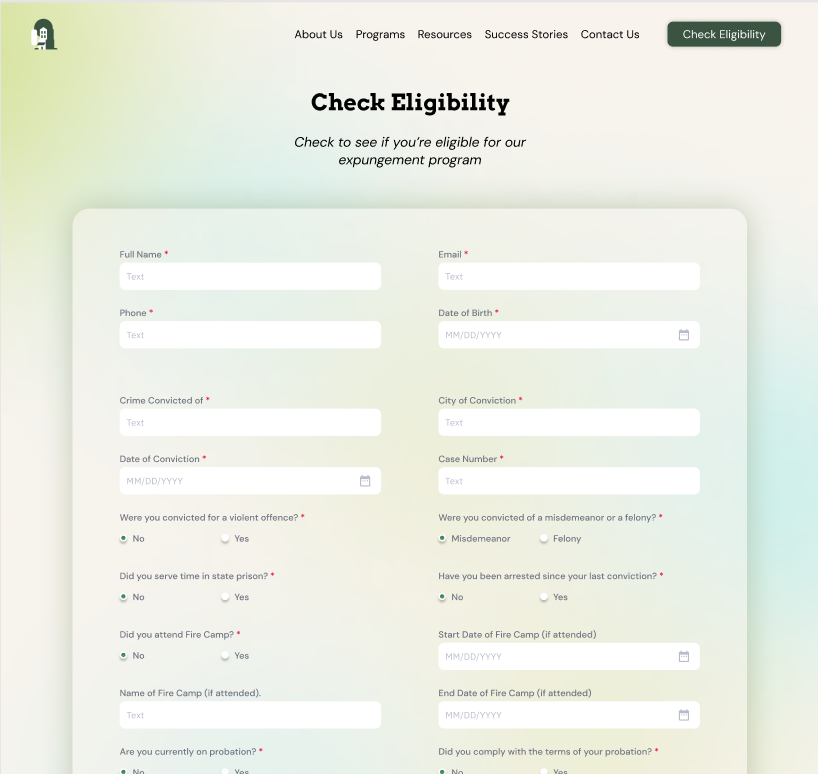 About Us Programs Resources Success Stories Contact Us Check Eligibility
Check Eligibility
Check to see if you’re eligible for our
expungement program
Full Name * Email *
Text Text
Phone * Date of Birth *
Text MM/DD/YYYY
Crime Convicted of * City of Conviction *
Text Text
Date of Conviction * Case Number *
MM/DD/YYYY Text
Were you convicted for a violent offence? * Were you convicted of a misdemeanor or a felony? *
No Yes Misdemeanor Felony
Did you serve time in state prison? * Have you been arrested since your last conviction? *
No Yes No Yes
Did you attend Fire Camp? * Start Date of Fire Camp (if attended)
No Yes MM/DD/YYYY
Name of Fire Camp (if attended). End Date of Fire Camp (if attended)
Text MM/DD/YYYY
Are you currently on probation? * Did you comply with the terms of your probation? *
No Yes No Yes